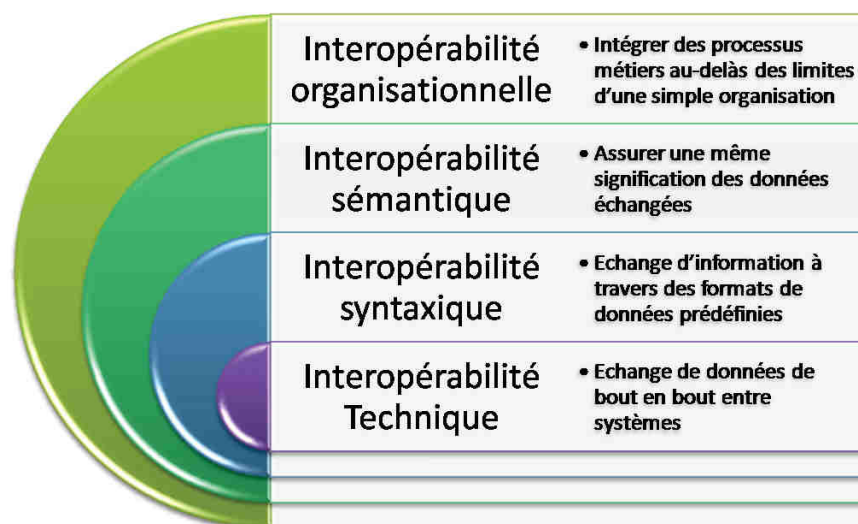 Interopérabilité
organisationnelle
• Intégrer des processus
métiers au-delàs des limites
d'une simple organisation
Interopérabilité
sémantique
• Assurer une même
signification des données
échangées
Interopérabilité
syntaxique
• Echange d'information à
travers des formats de
données prédéfinies
Interopérabilité
Technique
• Echange de données de
bout en bout entre
systèmes